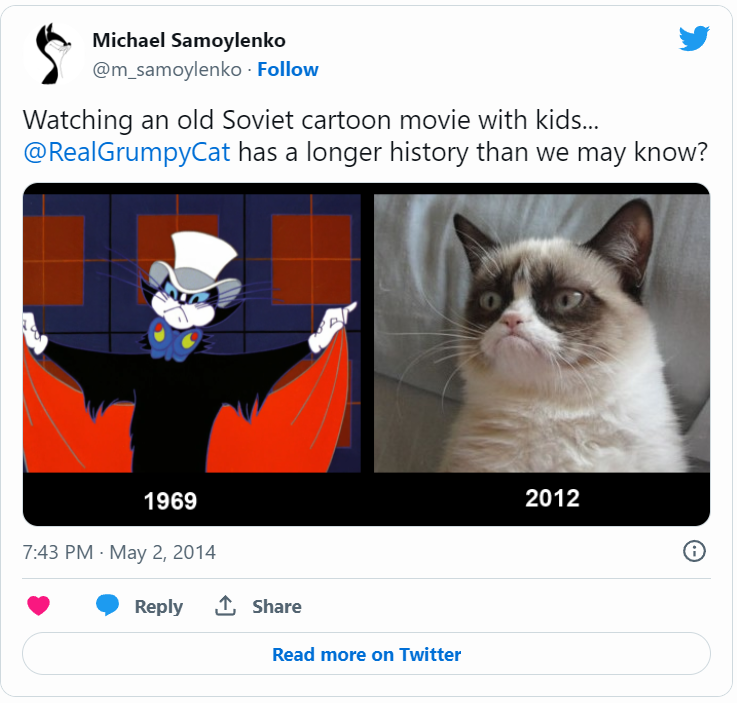 Michael Samoylenko
@m_samoylenko · Follow
Watching an old Soviet cartoon movie with kids...
@RealGrumpyCat has a longer history than we may know?
1969
2012
7:43 PM · May 2, 2014
Reply
Share
Read more on Twitter